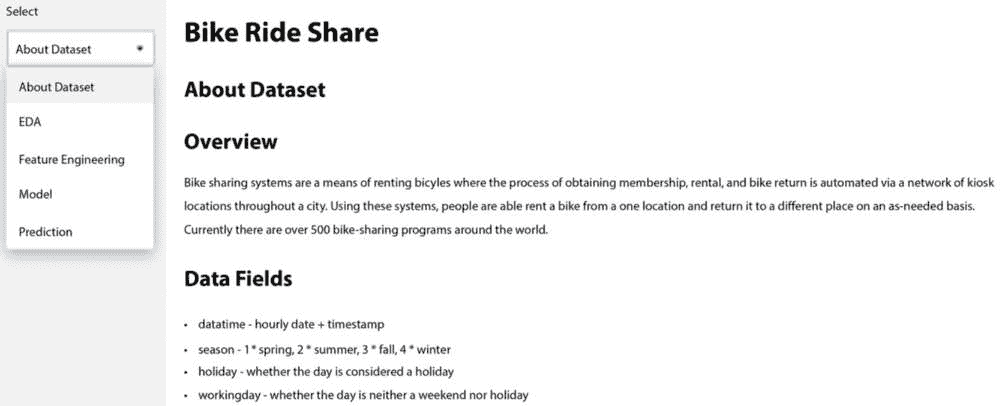 Select
About Dataset
About Dataset
EDA
Feature Engineering
Model
Prediction
Bike Ride Share
About Dataset
Overview
Bike sharing systems are a means of renting bicyles where the process of obtaining membership, rental, and bike return is automated via a network of kiosk
locations throughout a city. Using these systems, people are able rent a bike from a one location and return it to a different place on an as-needed basis.
Currently there are over 500 bike-sharing programs around the world.
Data Fields
• datatime - hourly date + timestamp
• season - 1 * spring, 2 * summer, 3 * fall, 4 * winter
• holiday - whether the day is considered a holiday
• workingday - whether the day is neither a weekend nor holiday